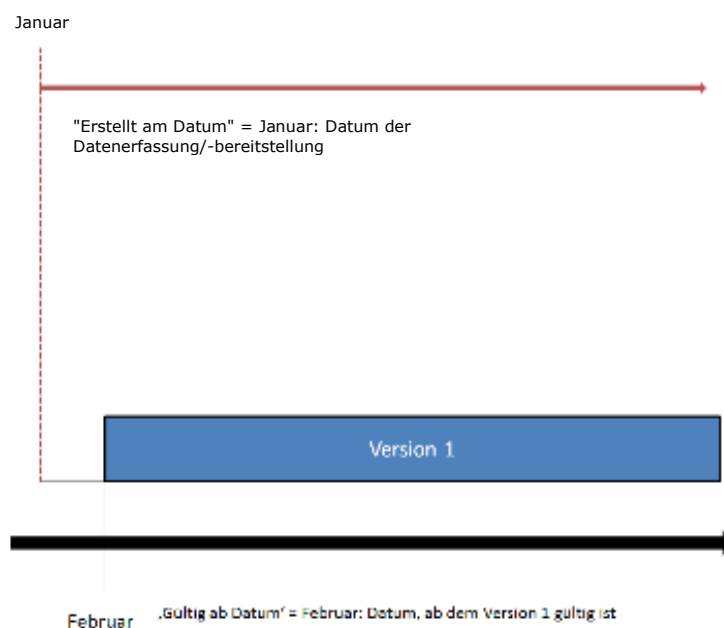 Januar
"Erstellt am Datum" = Januar: Datum der
Datenerfassung/-bereitstellung
Version 1
Februar
‚Gültig ab Datum‘ = Februar: Datum, ab dem Version 1 gültig ist